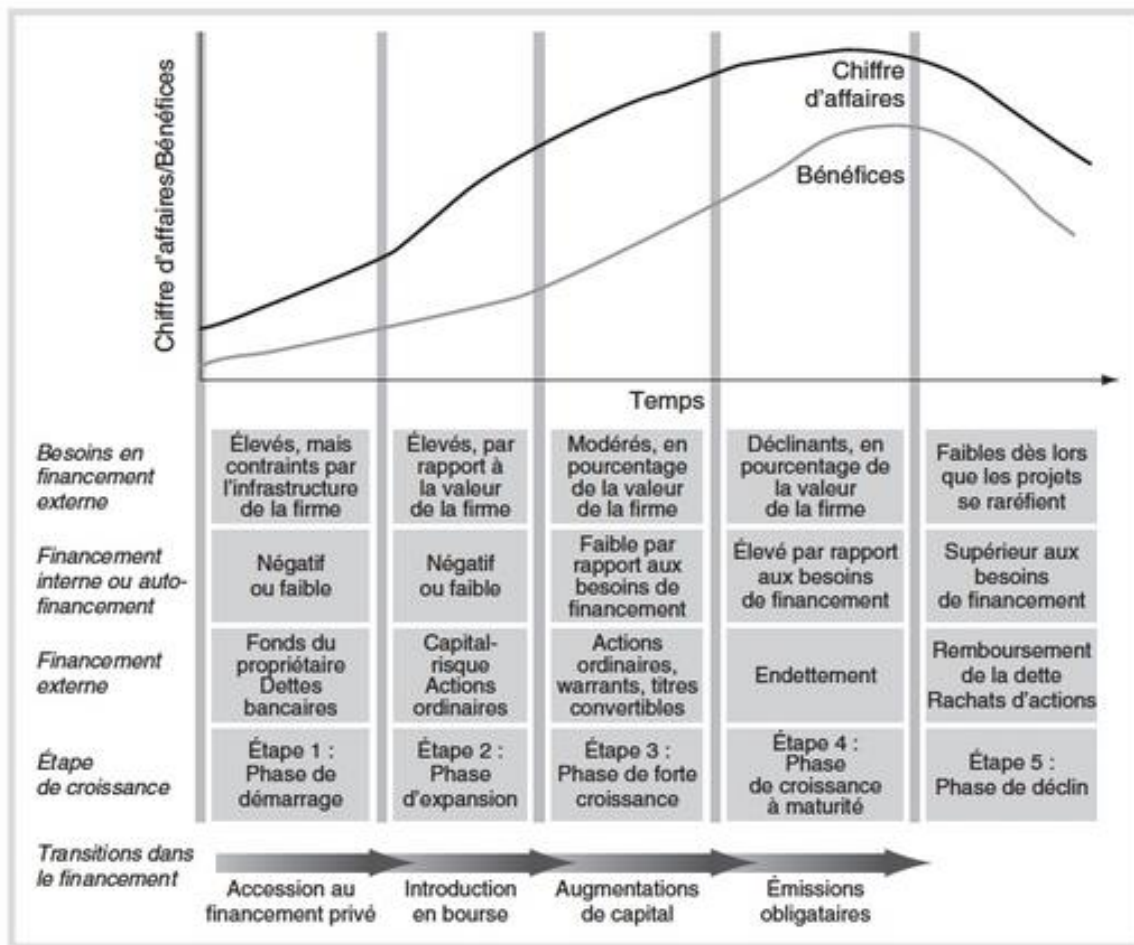 Chiffre d'affaires/Bénéfices
Chiffre
d'affaires
Bénéfices
Temps
Besoins en
financement
externe
Élevés, mais
contraints par
l'infrastructure
de la firme
Élevés, par
rapport à
la valeur
de la firme
Modérés, en
pourcentage
de la valeur
de la firme
Déclinants, en
pourcentage de
la valeur
de la firme
Faibles dès lors
que les projets
se raréfient
Financement
interne ou auto-
financement
Négatif
ou faible
Négatif
ou faible
Faible par
rapport aux
besoins de
financement
Élevé par rapport
aux besoins
de financement
Supérieur aux
besoins
de financement
Financement
externe
Fonds du
propriétaire
Dettes
bancaires
Capital-
risque
Actions
ordinaires
Actions
ordinaires,
warrants, titres
convertibles
Endettement
Remboursement
de la dette
Rachats d'actions
Étape
de croissance
Étape 1 :
Phase de
démarrage
Étape 2 :
Phase
d'expansion
Étape 3 :
Phase de forte
croissance
Étape 4 :
Phase
de croissance
à maturité
Étape 5 :
Phase de déclin
Transitions dans
le financement
Accession au
financement privé
Introduction
en bourse
Augmentations
de capital
Émissions
obligataires